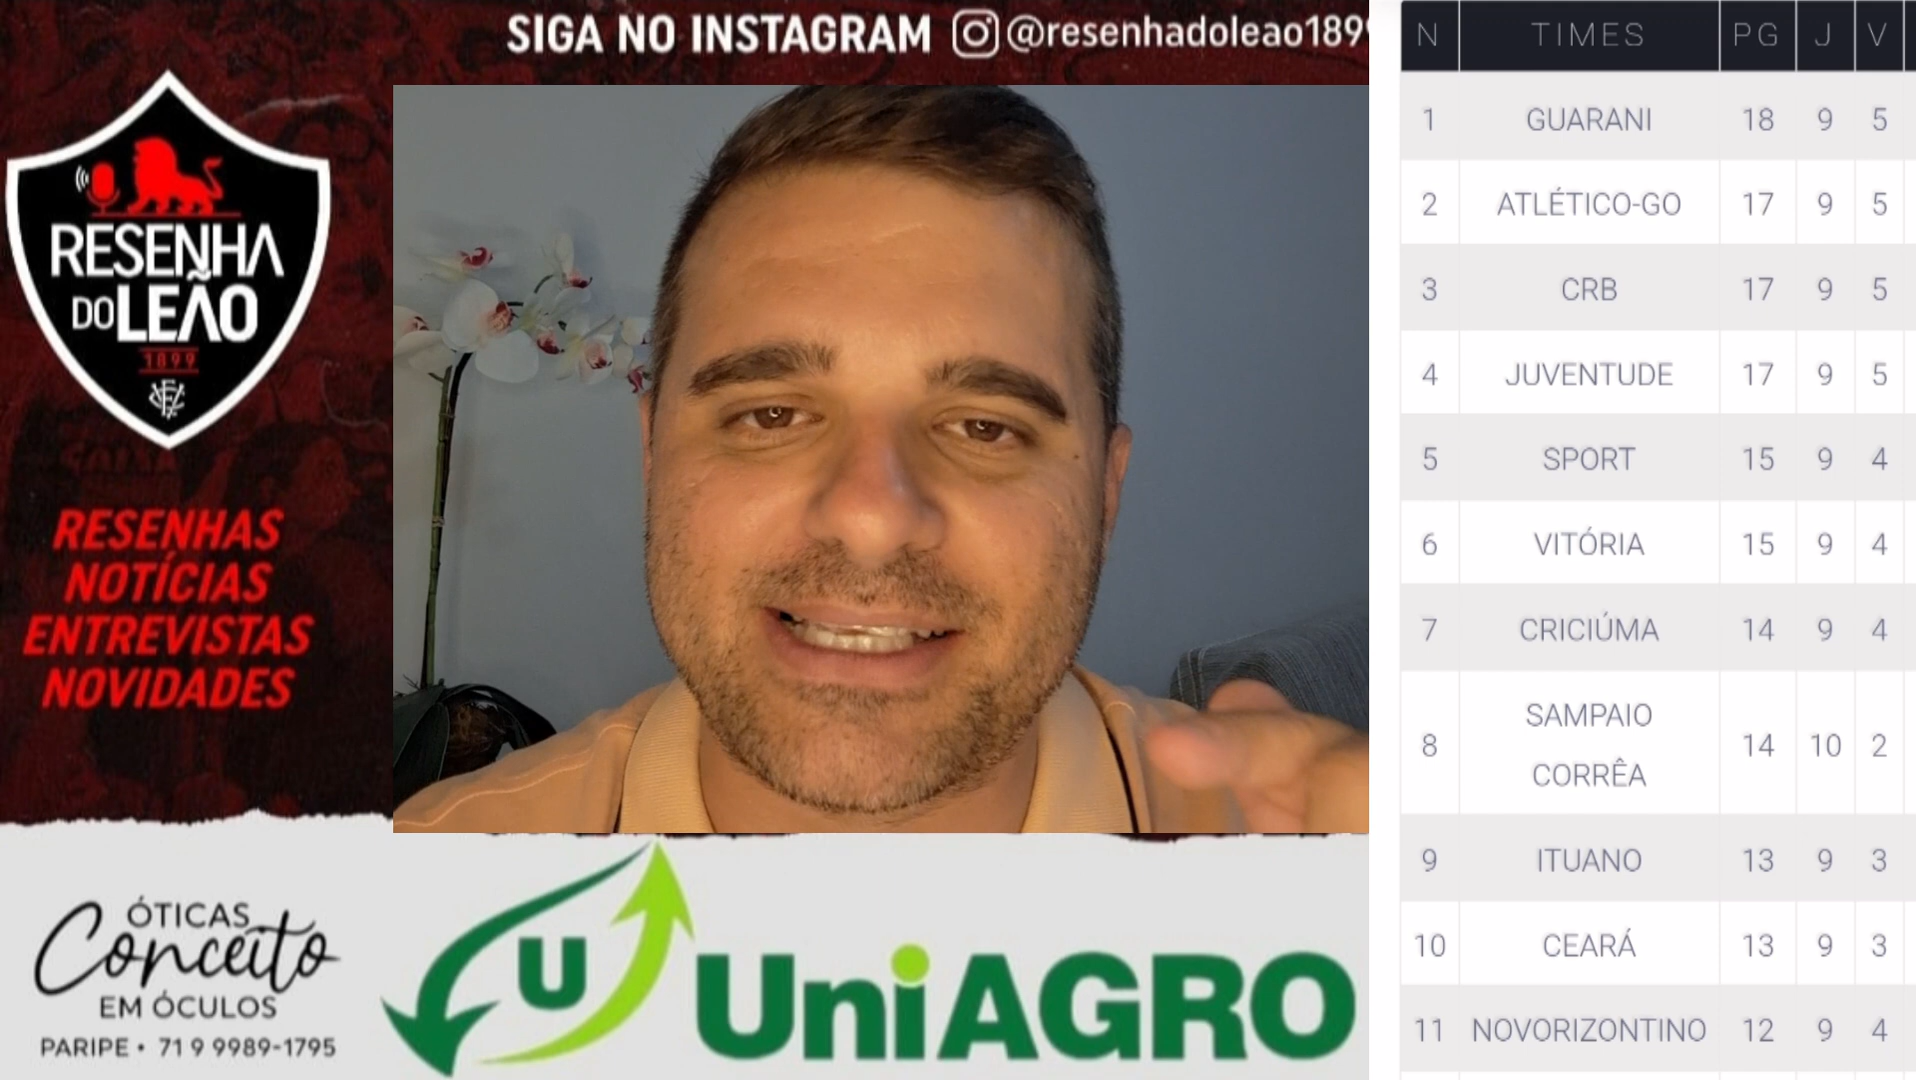 SIGA NO INSTAGRAM @resenhadoleao1899
RESENHA
DO LEÃO
1899
RESENHAS
NOTÍCIAS
ENTREVISTAS
NOVIDADES
ÓTICAS
Conceito
EM ÓCULOS
PARIPE • 71 9 9989-1795
U
UniAGRO
N TIMES PG J V
1 GUARANI 18 9 5
2 ATLÉTICO-GO 17 9 5
3 CRB 17 9 5
4 JUVENTUDE 17 9 5
5 SPORT 15 9 4
6 VITÓRIA 15 9 4
7 CRICIÚMA 14 9 4
8 SAMPAIO
CORRÊA 14 10 2
9 ITUANO 13 9 3
10 CEARÁ 13 9 3
11 NOVORIZONTINO 12 9 4